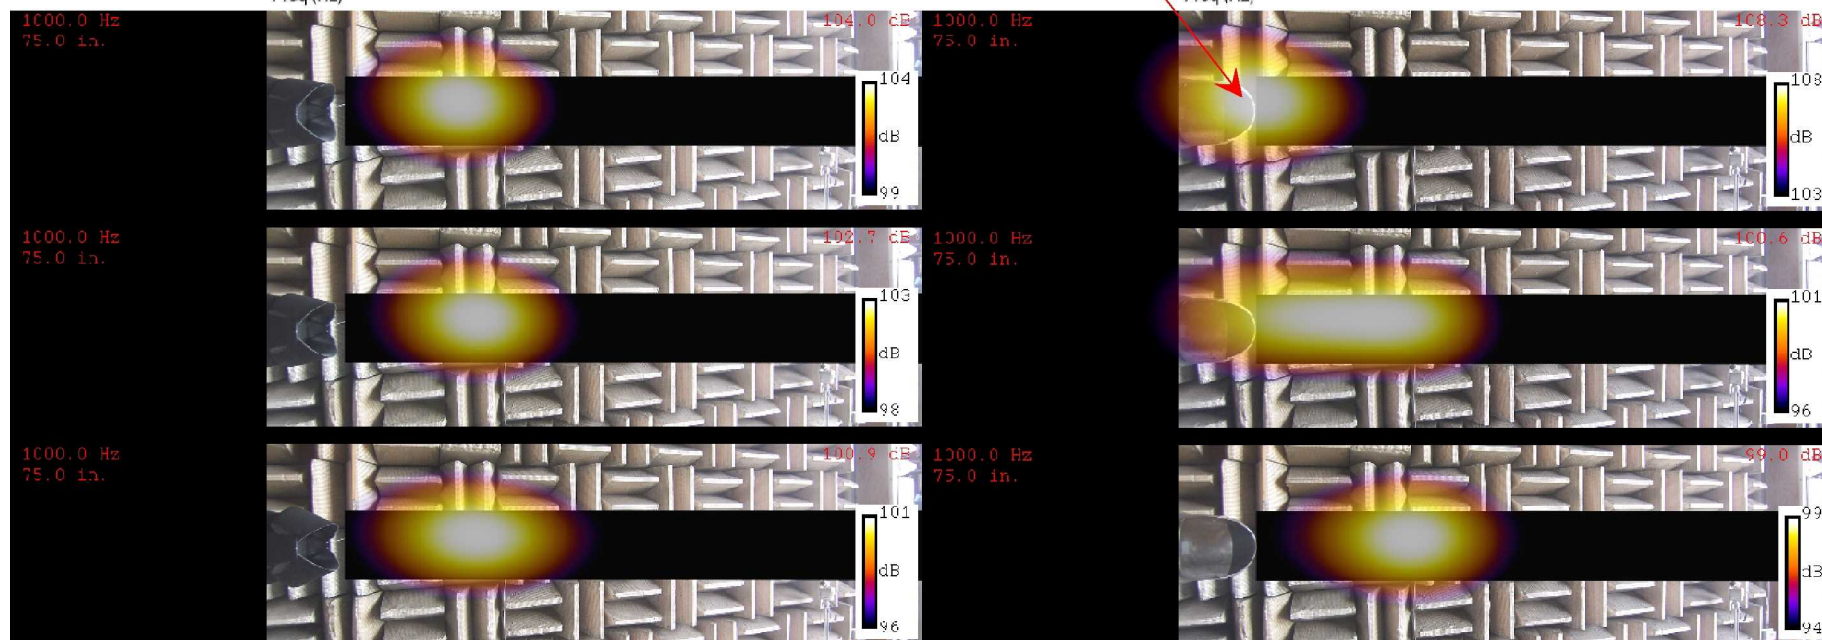 1000.0 Hz
75.0 in.
104.0 dB
104
dB
99
1000.0 Hz
75.0 in.
108.3 dB
108
dB
103
1000.0 Hz
75.0 in.
102.7 dB
103
dB
98
1000.0 Hz
75.0 in.
100.6 dB
101
dB
96
1000.0 Hz
75.0 in.
100.9 dB
101
dB
96
1000.0 Hz
75.0 in.
99.0 dB
99
dB
94